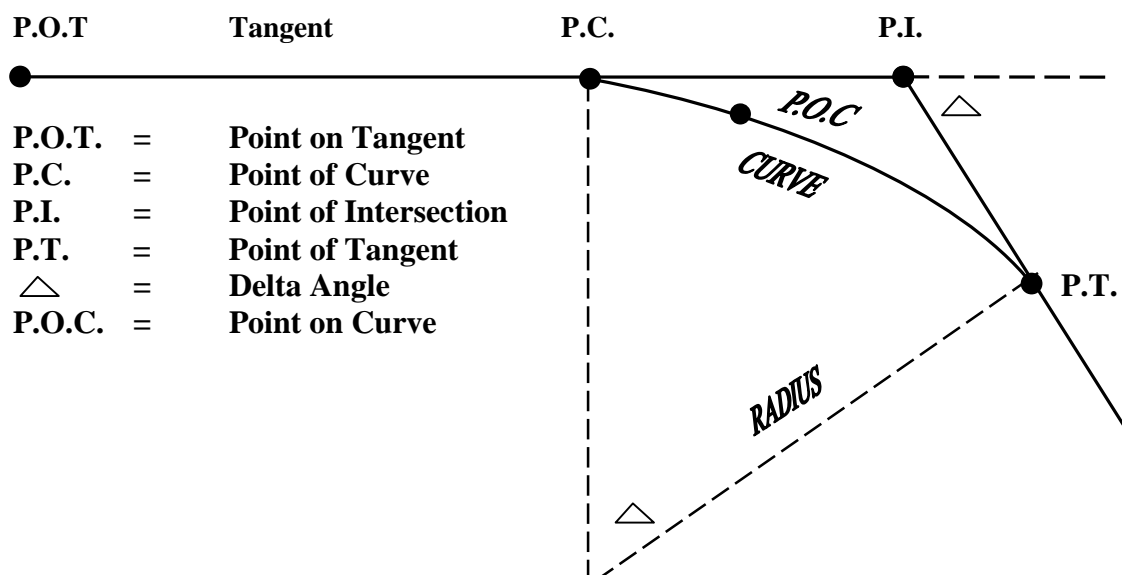 P.O.T Tangent P.C. P.I.
P.O.C
CURVE
P.O.T. = Point on Tangent
P.C. = Point of Curve
P.I. = Point of Intersection
P.T. = Point of Tangent
△ = Delta Angle
P.O.C. = Point on Curve
P.T.
RADIUS
△
△